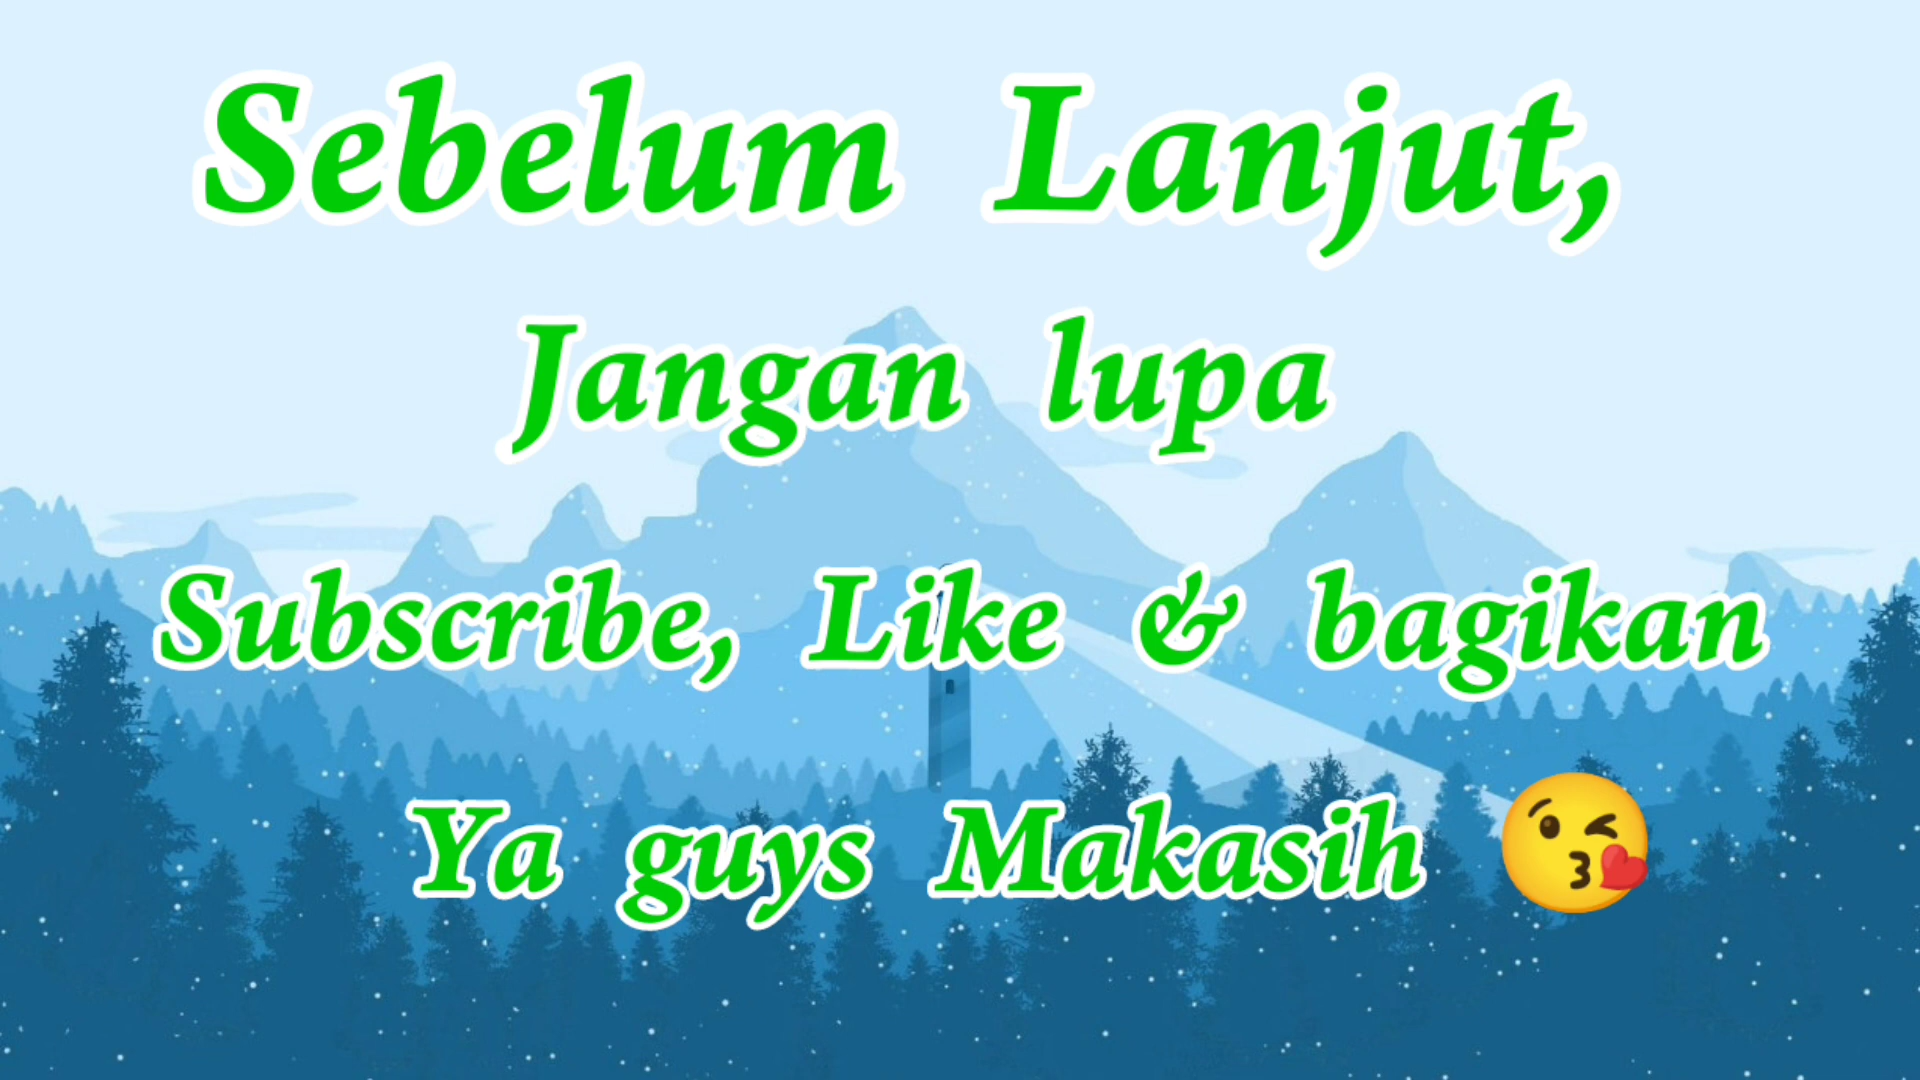 Sebelum Lanjut,
Jangan lupa
Subscribe, Like & bagikan
Ya guys Makasih 😘